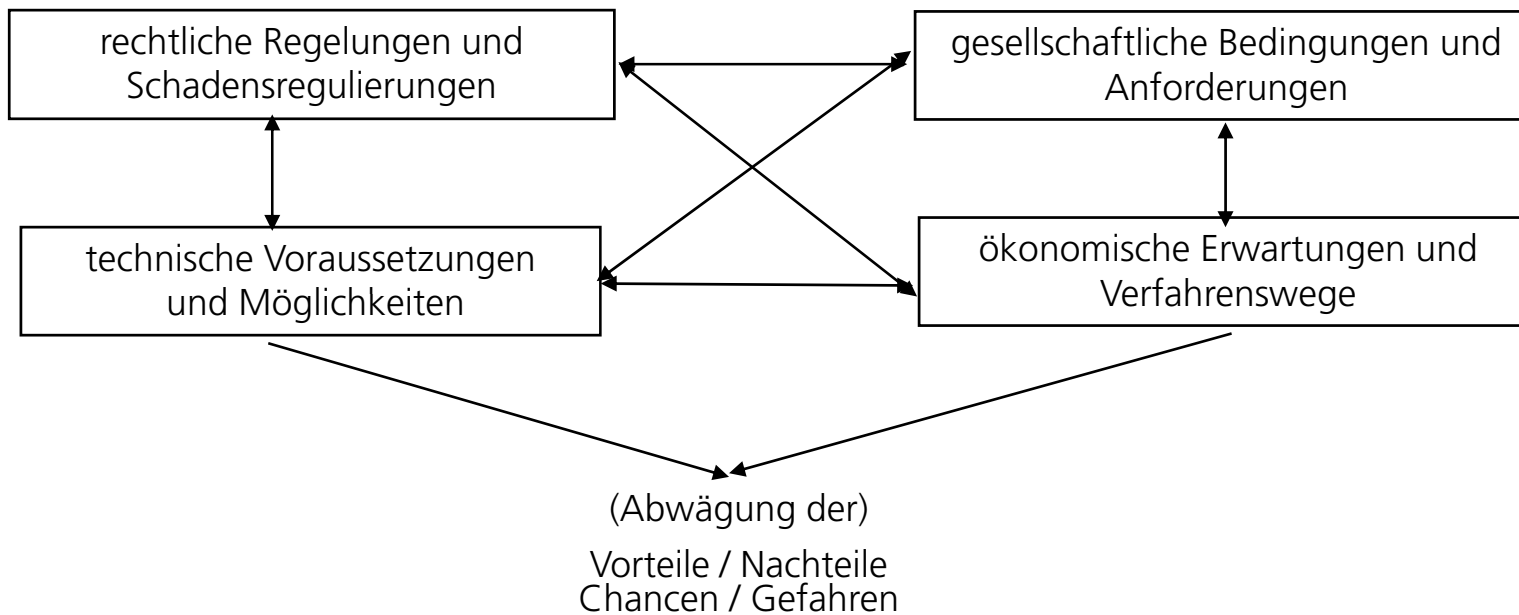 rechtliche Regelungen und
Schadensregulierungen
gesellschaftliche Bedingungen und
Anforderungen
technische Voraussetzungen
und Möglichkeiten
ökonomische Erwartungen und
Verfahrenswege
(Abwägung der)
Vorteile / Nachteile
Chancen / Gefahren